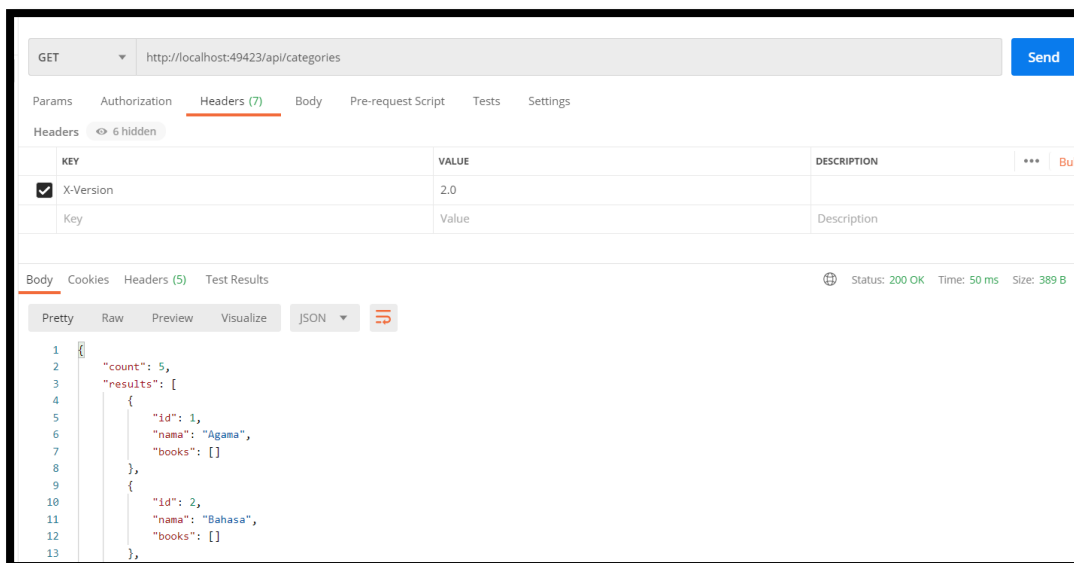 GET http://localhost:49423/api/categories Send
Params Authorization Headers (7) Body Pre-request Script Tests Settings
Headers 6 hidden
KEY VALUE DESCRIPTION ••• Bu
X-Version 2.0
Key Value Description
Body Cookies Headers (5) Test Results Status: 200 OK Time: 50 ms Size: 389 B
Pretty Raw Preview Visualize JSON
1 {
2 "count": 5,
3 "results": [
4 {
5 "id": 1,
6 "nama": "Agama",
7 "books": []
8 },
9 {
10 "id": 2,
11 "nama": "Bahasa",
12 "books": []
13 },